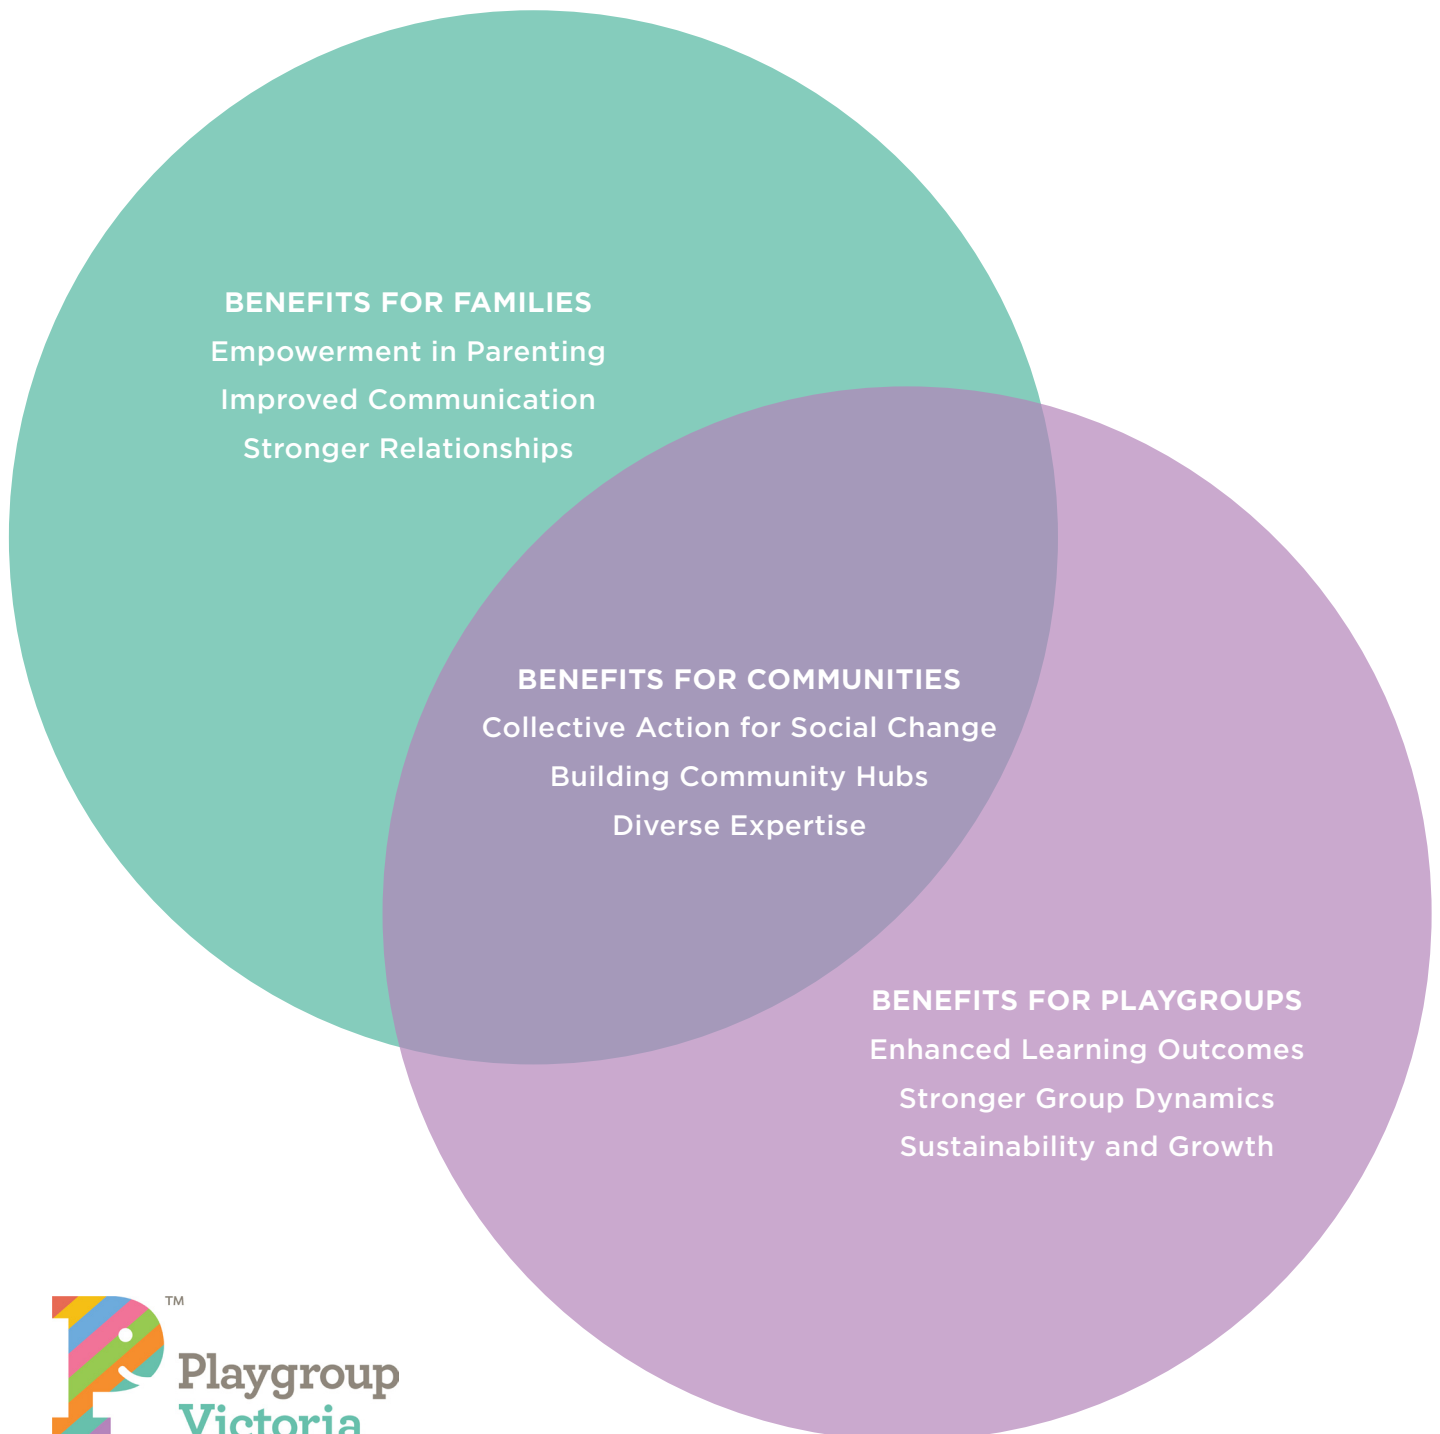 BENEFITS FOR FAMILIES
Empowerment in Parenting
Improved Communication
Stronger Relationships
BENEFITS FOR COMMUNITIES
Collective Action for Social Change
Building Community Hubs
Diverse Expertise
BENEFITS FOR PLAYGROUPS
Enhanced Learning Outcomes
Stronger Group Dynamics
Sustainability and Growth
TM
Playgroup
Victoria